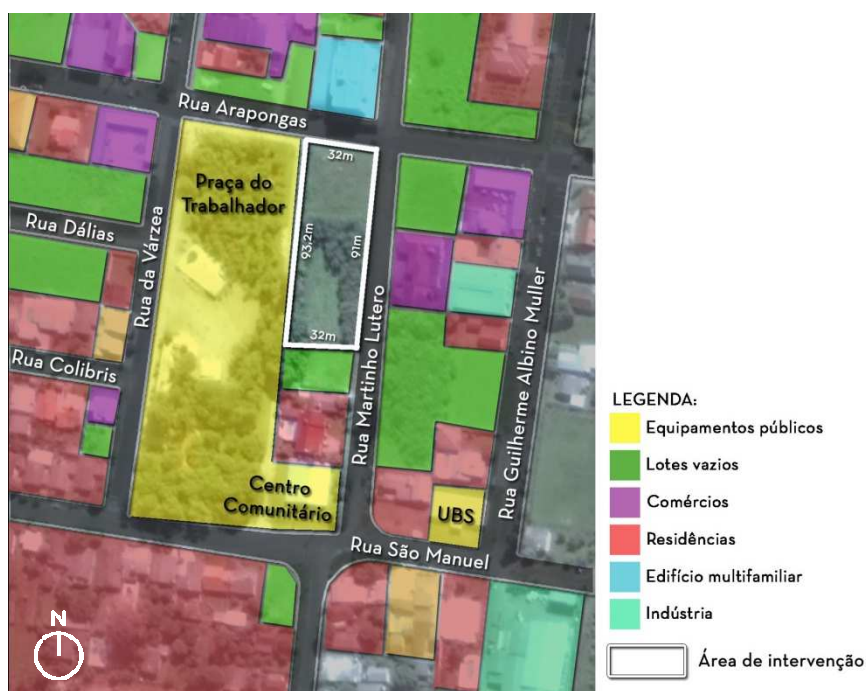 Rua Arapongas
32m
Praça do
Trabalhador
Rua Dálias
Rua da Várzea
93,2m
91m
32m
Rua Colibris
Rua Martinho Lutero
Rua Guilherme Albino Muller
Centro
Comunitário
UBS
Rua São Manuel
N
LEGENDA:
Equipamentos públicos
Lotes vazios
Comércios
Residências
Edifício multifamiliar
Indústria
Área de intervenção